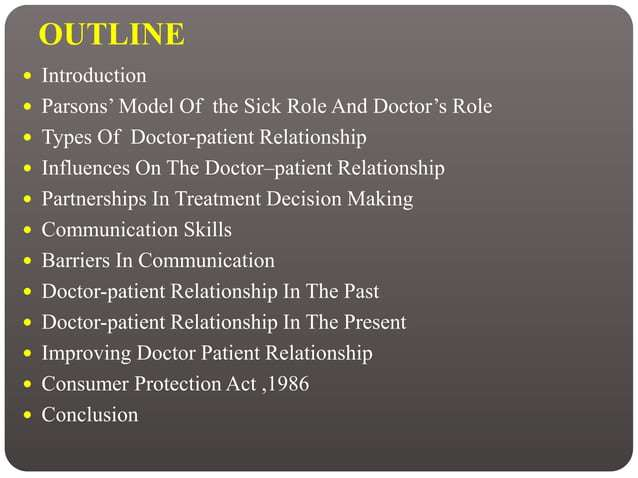 OUTLINE
• Introduction
• Parsons’ Model Of the Sick Role And Doctor’s Role
• Types Of Doctor-patient Relationship
• Influences On The Doctor–patient Relationship
• Partnerships In Treatment Decision Making
• Communication Skills
• Barriers In Communication
• Doctor-patient Relationship In The Past
• Doctor-patient Relationship In The Present
• Improving Doctor Patient Relationship
• Consumer Protection Act ,1986
• Conclusion